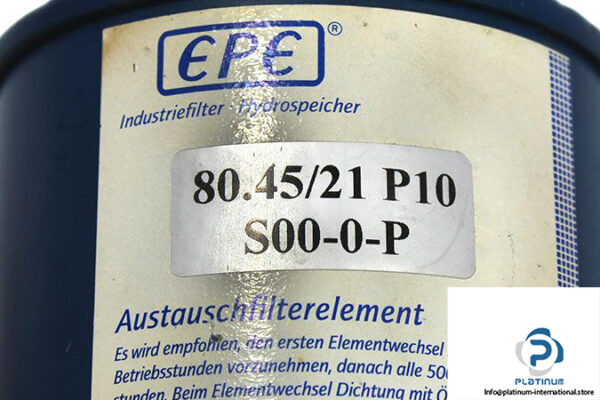 EPE®
Industriefilter · Hydrospeicher
80.45/21 P10
S00-0-P
Austauschfilterelement
Es wird empfohlen, den ersten Elementwechsel
Betriebsstunden vorzunehmen, danach alle 50
stunden. Beim Elementwechsel Dichtung mit Ö
PLATINUM
Info@platinum-international.store